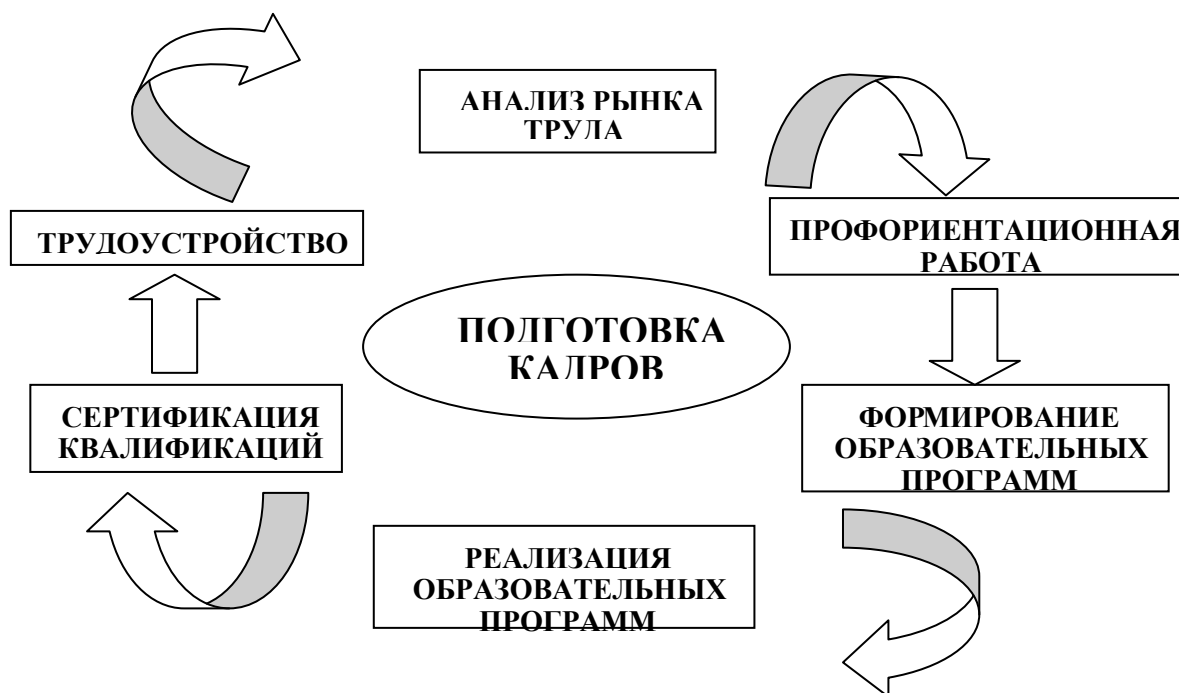 АНАЛИЗ РЫНКА
ТРУДА
ТРУДОУСТРОЙСТВО
ПРОФОРИЕНТАЦИОННАЯ
РАБОТА
ПОДГОТОВКА
КАДРОВ
СЕРТИФИКАЦИЯ
КВАЛИФИКАЦИЙ
ФОРМИРОВАНИЕ
ОБРАЗОВАТЕЛЬНЫХ
ПРОГРАММ
РЕАЛИЗАЦИЯ
ОБРАЗОВАТЕЛЬНЫХ
ПРОГРАММ